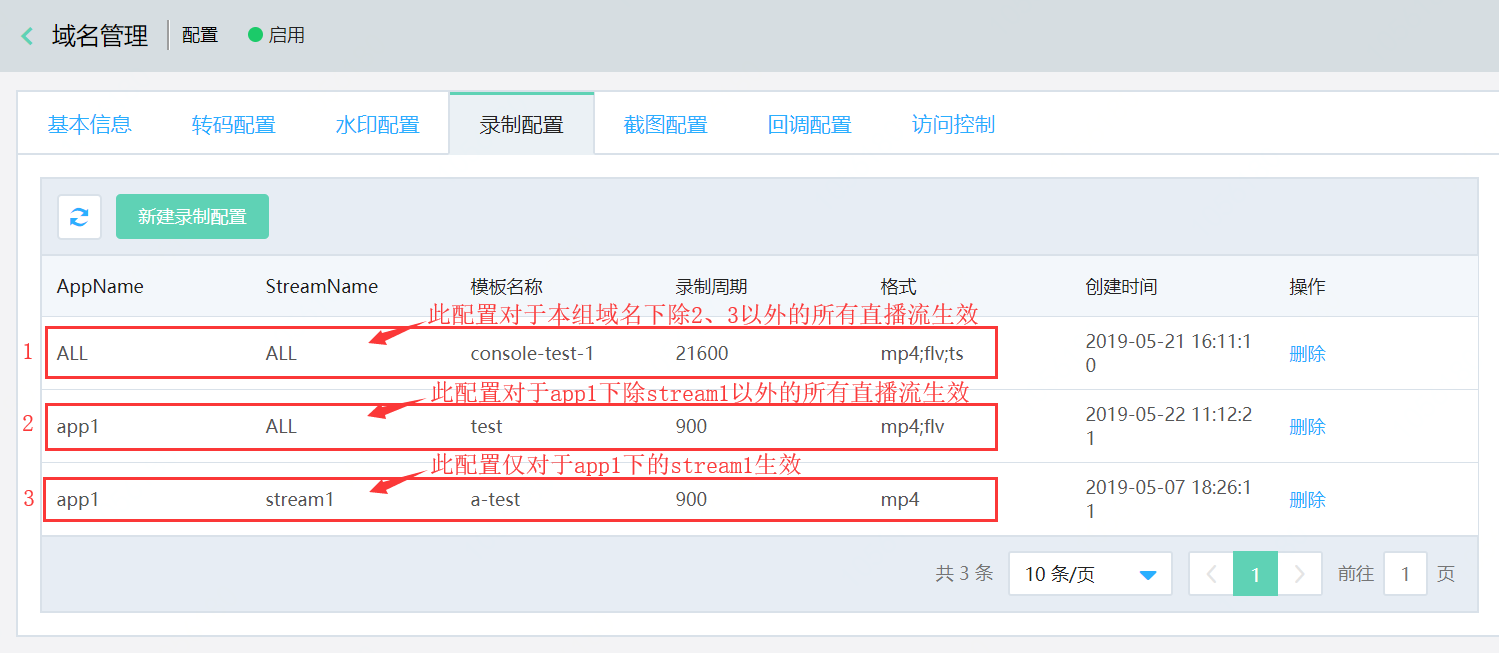 域名管理 配置 启用
基本信息 转码配置 水印配置 录制配置 截图配置 回调配置 访问控制
新建录制配置
AppName StreamName 模板名称 录制周期 格式 创建时间 操作
此配置对于本组域名下除2、3以外的所有直播流生效
1 ALL ALL console-test-1 21600 mp4;flv;ts 2019-05-21 16:11:1 删除
0
此配置对于app1下除stream1以外的所有直播流生效
2 app1 ALL test 900 mp4;flv 2019-05-22 11:12:2 删除
1
此配置仅对于app1下的stream1生效
3 app1 stream1 a-test 900 mp4 2019-05-07 18:26:1 删除
1
共 3 条 10 条/页 1 前往 1 页